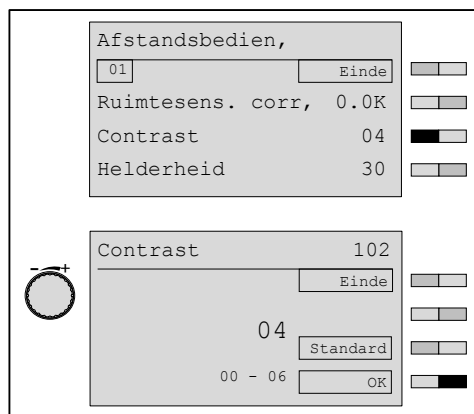 Afstandsbedien,
01 Einde
Ruimtesens. corr, 0.0K
Contrast 04
Helderheid 30
Contrast 102
- +
Einde
04
Standard
00 - 06 OK